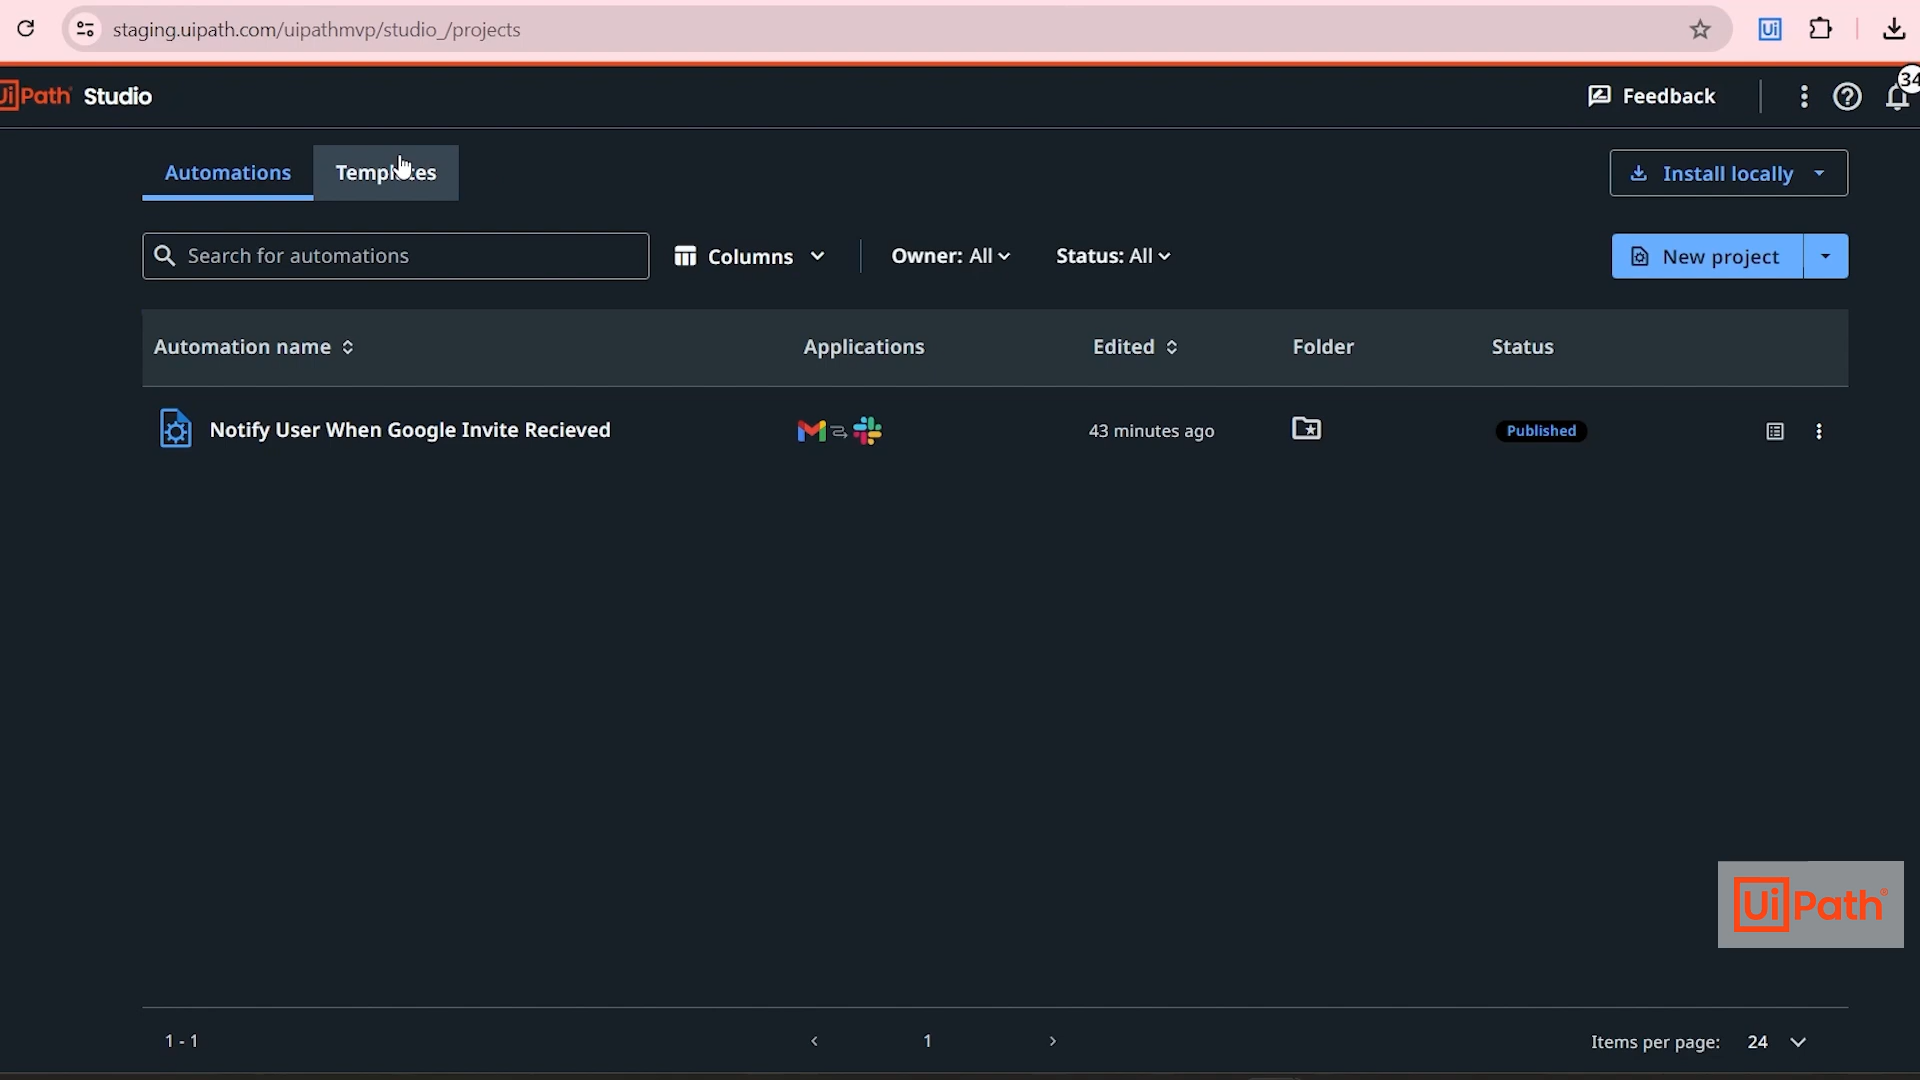 staging.uipath.com/uipathmvp/studio_/projects
Ui
UiPath Studio
Feedback
34
Automations
Templates
Install locally
Search for automations
Columns
Owner: All
Status: All
New project
Automation name
Applications
Edited
Folder
Status
Notify User When Google Invite Recieved
43 minutes ago
Published
UiPath®
1 - 1
1
Items per page: 24